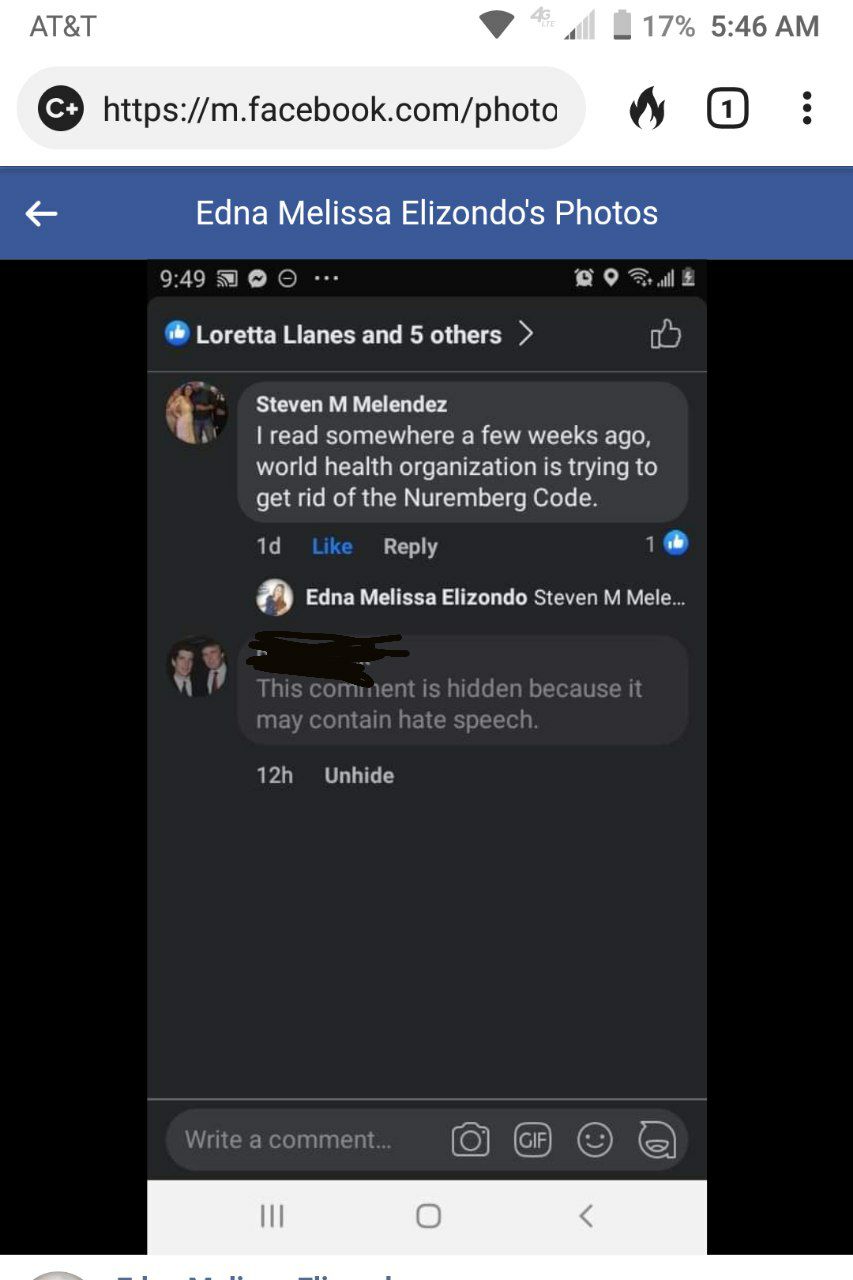 AT&T 4G LTE 17% 5:46 AM
C+ https://m.facebook.com/photo 1
Edna Melissa Elizondo's Photos
9:49
Loretta Llanes and 5 others
Steven M Melendez
I read somewhere a few weeks ago,
world health organization is trying to
get rid of the Nuremberg Code.
1d Like Reply 1
Edna Melissa Elizondo Steven M Mele...
This comment is hidden because it
may contain hate speech.
12h Unhide
Write a comment... GIF